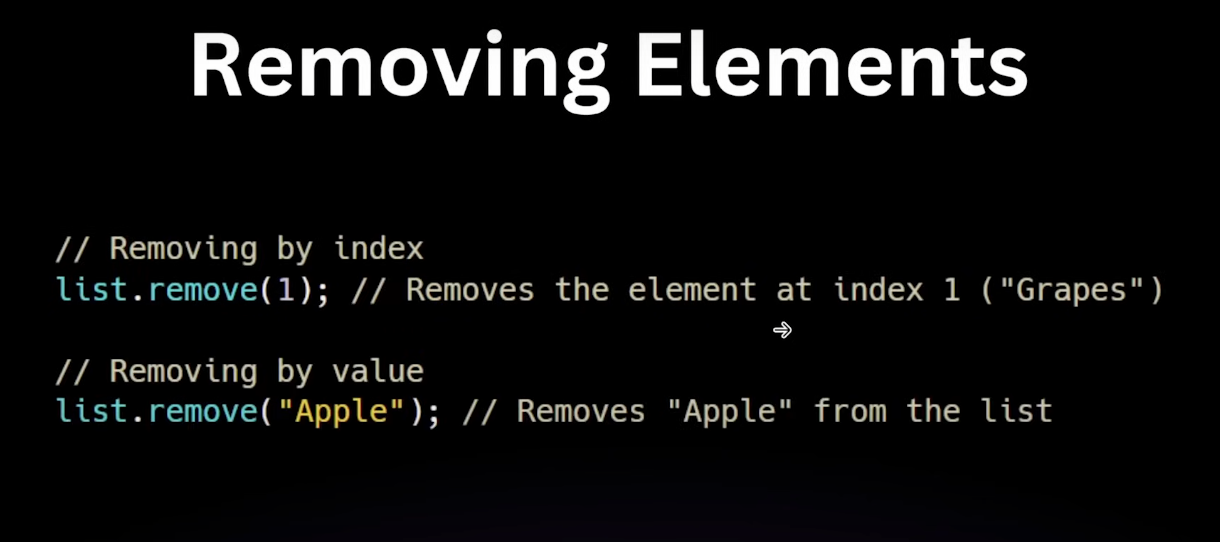 Removing Elements
// Removing by index
list.remove(1); // Removes the element at index 1 ("Grapes")
// Removing by value
list.remove("Apple"); // Removes "Apple" from the list